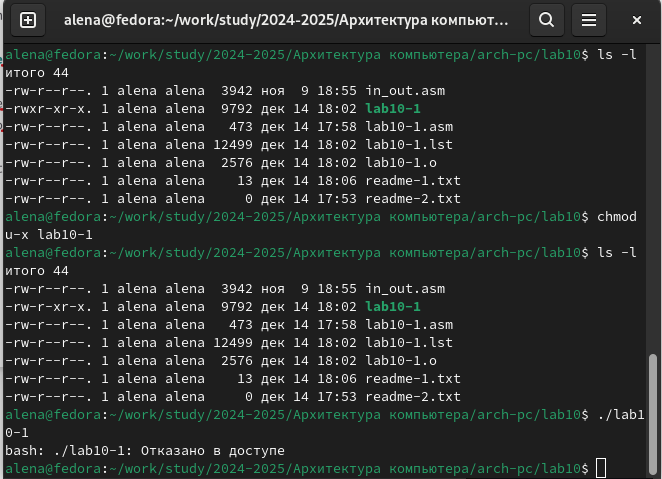 alena@fedora:~/work/study/2024-2025/Архитектура компьют...
alena@fedora:~/work/study/2024-2025/Архитектура компьютера/arch-pc/lab10$ ls -l
итого 44
-rw-r--r--. 1 alena alena  3942 ноя  9 18:55 in_out.asm
-rwxr-xr-x. 1 alena alena  9792 дек 14 18:02 lab10-1
-rw-r--r--. 1 alena alena   473 дек 14 17:58 lab10-1.asm
-rw-r--r--. 1 alena alena 12499 дек 14 18:02 lab10-1.lst
-rw-r--r--. 1 alena alena  2576 дек 14 18:02 lab10-1.o
-rw-r--r--. 1 alena alena    13 дек 14 18:06 readme-1.txt
-rw-r--r--. 1 alena alena     0 дек 14 17:53 readme-2.txt
alena@fedora:~/work/study/2024-2025/Архитектура компьютера/arch-pc/lab10$ chmod
u-x lab10-1
alena@fedora:~/work/study/2024-2025/Архитектура компьютера/arch-pc/lab10$ ls -l
итого 44
-rw-r--r--. 1 alena alena  3942 ноя  9 18:55 in_out.asm
-rw-r-xr-x. 1 alena alena  9792 дек 14 18:02 lab10-1
-rw-r--r--. 1 alena alena   473 дек 14 17:58 lab10-1.asm
-rw-r--r--. 1 alena alena 12499 дек 14 18:02 lab10-1.lst
-rw-r--r--. 1 alena alena  2576 дек 14 18:02 lab10-1.o
-rw-r--r--. 1 alena alena    13 дек 14 18:06 readme-1.txt
-rw-r--r--. 1 alena alena     0 дек 14 17:53 readme-2.txt
alena@fedora:~/work/study/2024-2025/Архитектура компьютера/arch-pc/lab10$ ./lab1
0-1
bash: ./lab10-1: Отказано в доступе
alena@fedora:~/work/study/2024-2025/Архитектура компьютера/arch-pc/lab10$